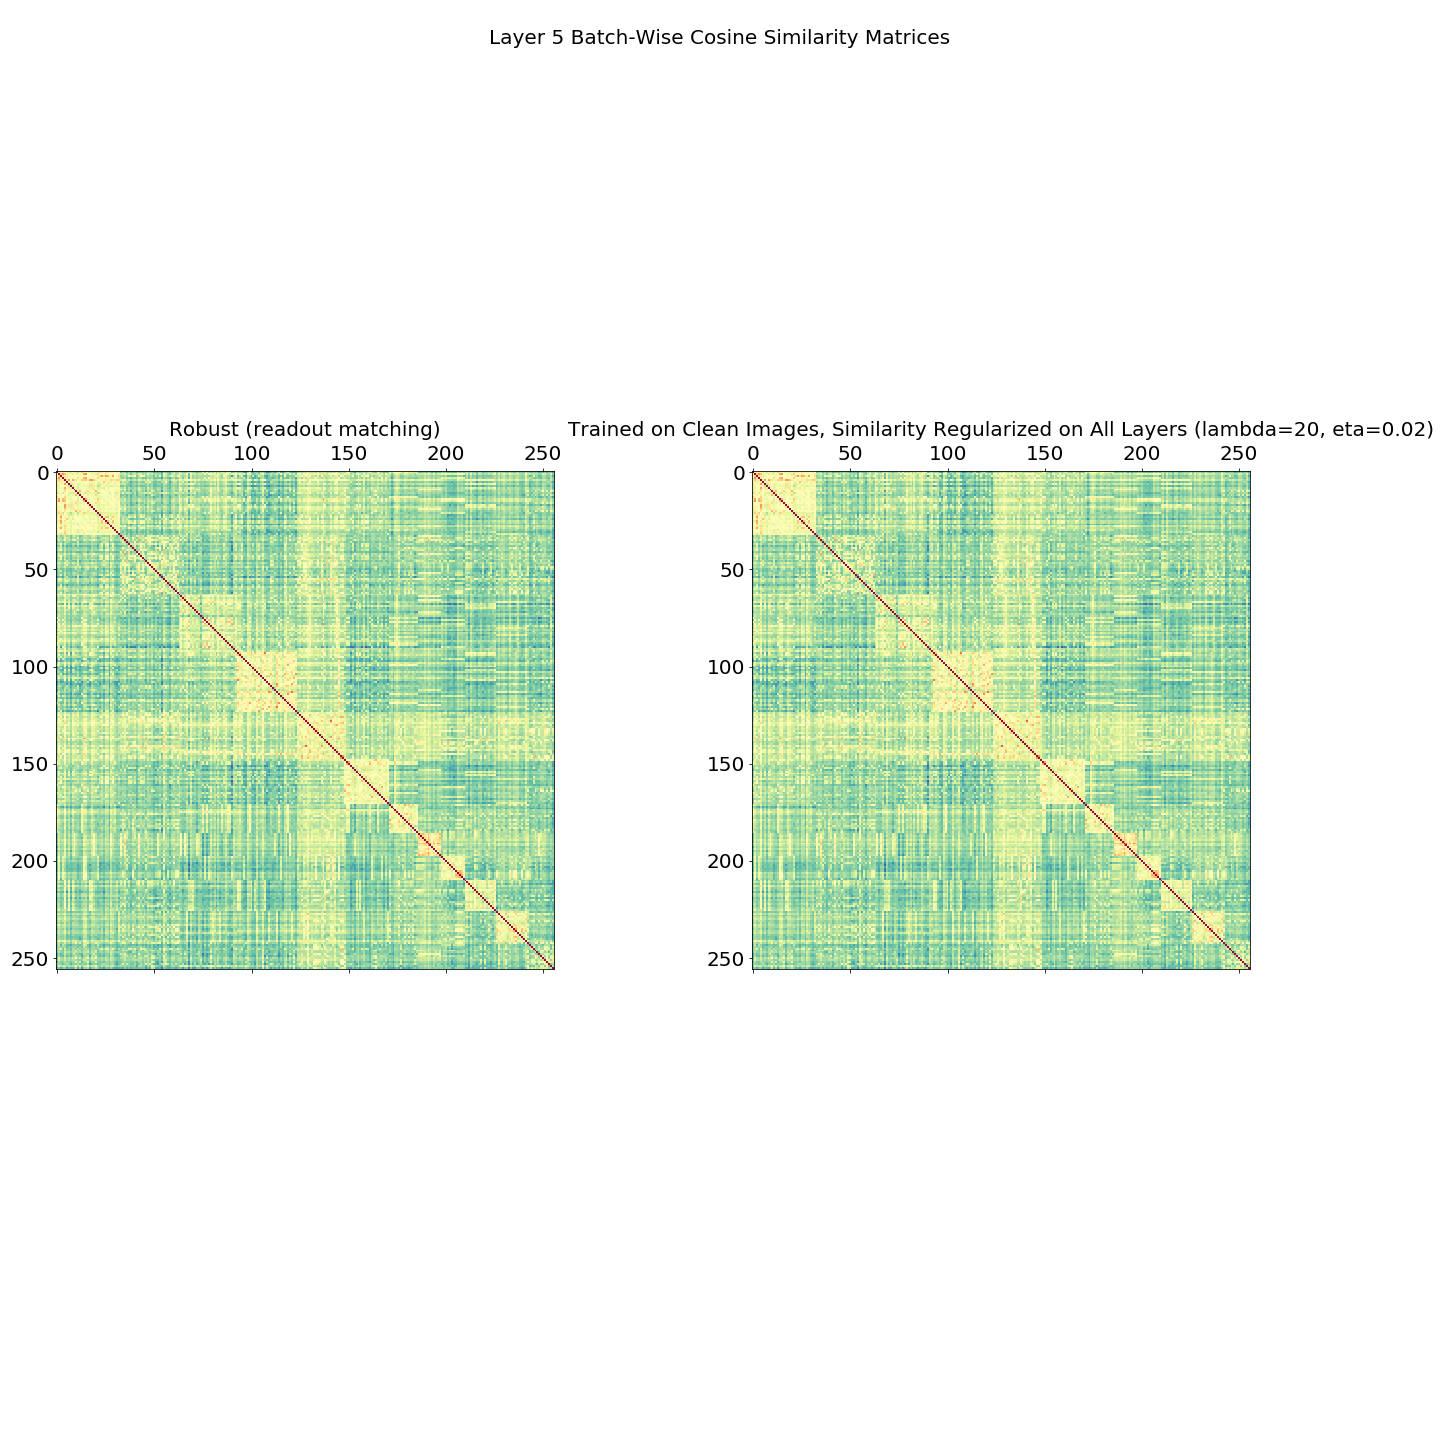 Layer 5 Batch-Wise Cosine Similarity Matrices
Robust (readout matching)
0 50 100 150 200 250
0
50
100
150
200
250
Trained on Clean Images, Similarity Regularized on All Layers (lambda=20, eta=0.02)
0 50 100 150 200 250
0
50
100
150
200
250